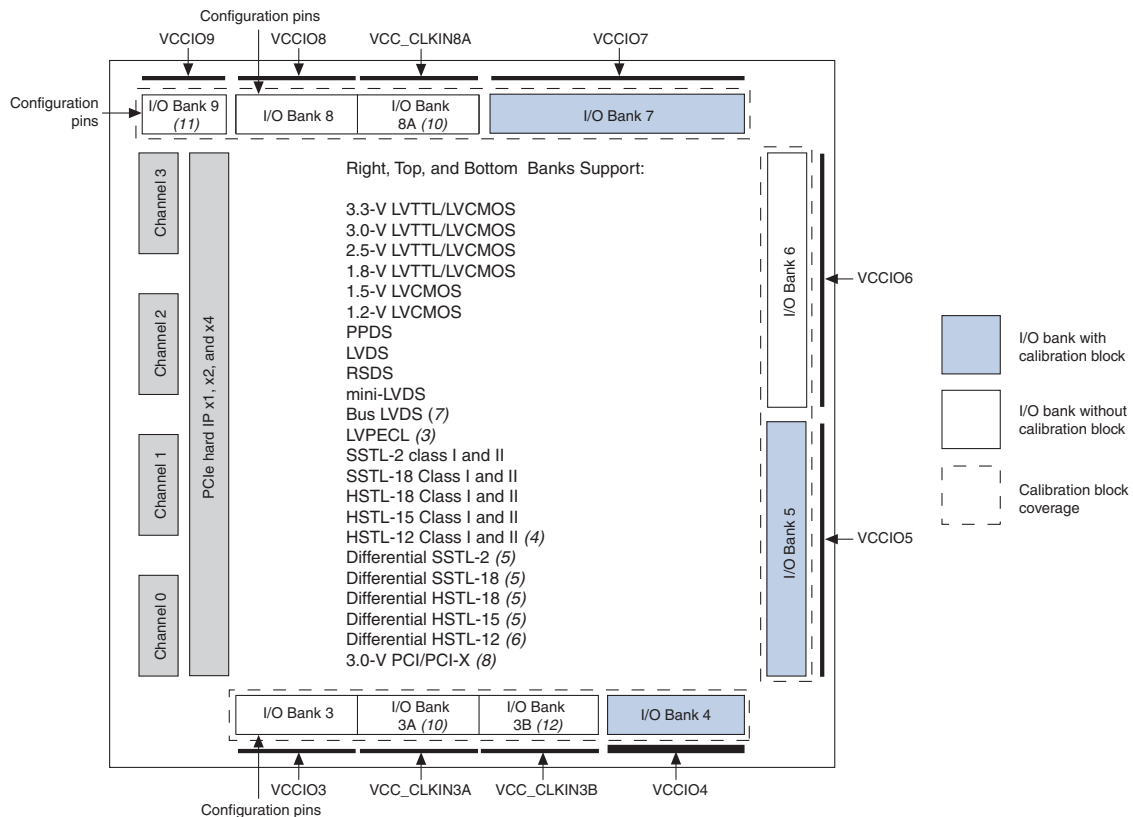 Configuration pins
VCCIO9
VCCIO8
VCC_CLKIN8A
VCCIO7
Configuration
pins
I/O Bank 9
(11)
I/O Bank 8
I/O Bank
8A (10)
I/O Bank 7
Right, Top, and Bottom Banks Support:
3.3-V LVTTL/LVCMOS
3.0-V LVTTL/LVCMOS
2.5-V LVTTL/LVCMOS
1.8-V LVTTL/LVCMOS
1.5-V LVCMOS
1.2-V LVCMOS
PPDS
LVDS
RSDS
mini-LVDS
Bus LVDS (7)
LVPECL (3)
SSTL-2 class I and II
SSTL-18 Class I and II
HSTL-18 Class I and II
HSTL-15 Class I and II
HSTL-12 Class I and II (4)
Differential SSTL-2 (5)
Differential SSTL-18 (5)
Differential HSTL-18 (5)
Differential HSTL-15 (5)
Differential HSTL-12 (6)
3.0-V PCI/PCI-X (8)
Channel 3
Channel 2
Channel 1
Channel 0
PCIe hard IP x1, x2, and x4
I/O Bank 6
VCCIO6
I/O Bank 5
VCCIO5
I/O bank with
calibration block
I/O bank without
calibration block
Calibration block
coverage
I/O Bank 3
I/O Bank
3A (10)
I/O Bank
3B (12)
I/O Bank 4
VCCIO3
VCC_CLKIN3A
VCC_CLKIN3B
VCCIO4
Configuration pins